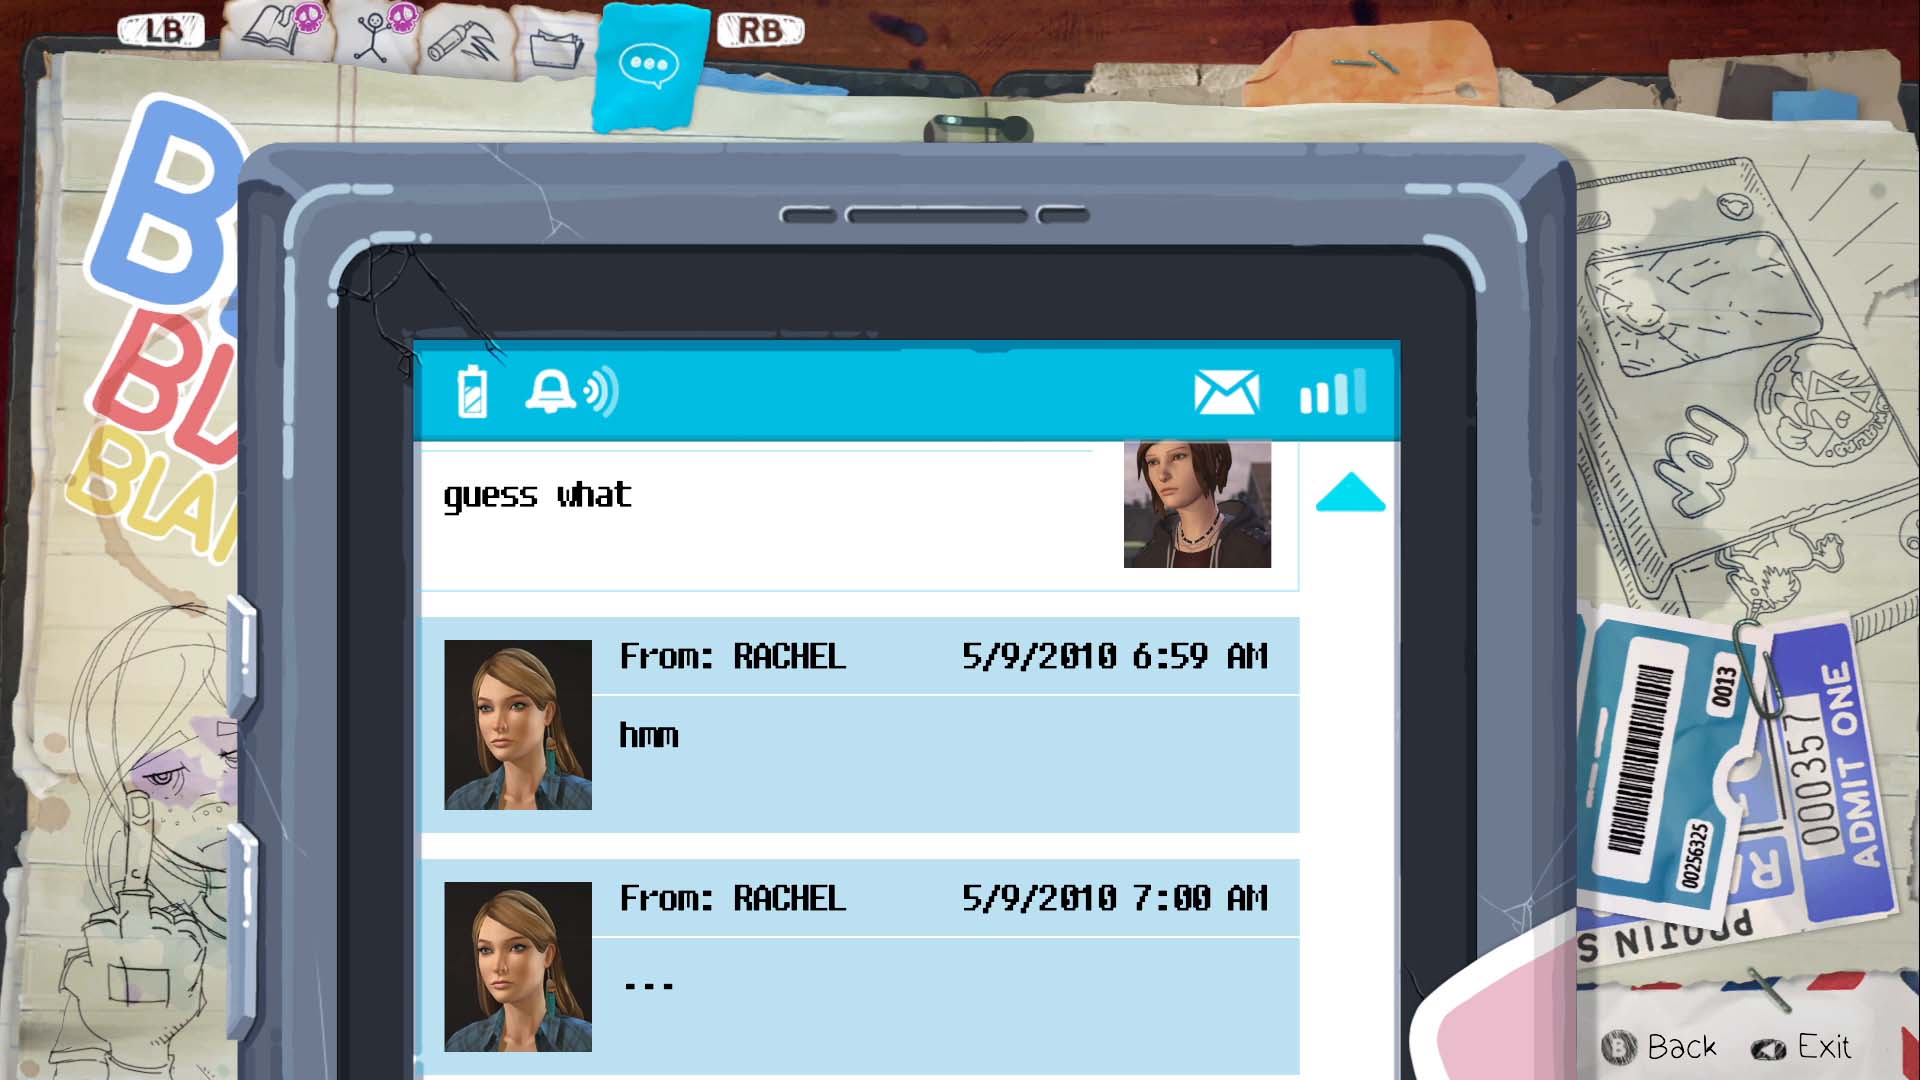 LB
RB
guess what
From: RACHEL 5/9/2010 6:59 AM
hmm
From: RACHEL 5/9/2010 7:00 AM
...
0013
00256325
000357
ADMIT ONE
Back
Exit